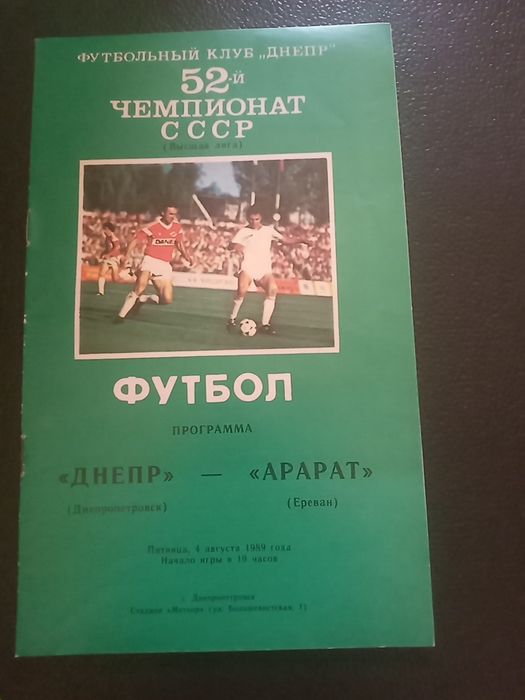 ФУТБОЛЬНЫЙ КЛУБ „ДНЕПР"
52-й
ЧЕМПИОНАТ
СССР
(Высшая лига)
DANIELI
ФУТБОЛ
ПРОГРАММА
«ДНЕПР» — «АРАРАТ»
(Днепропетровск) (Ереван)
Пятница, 4 августа 1989 года
Начало игры в 19 часов
г. Днепропетровск
Стадион «Метеор» (ул. Большевистская, 1)